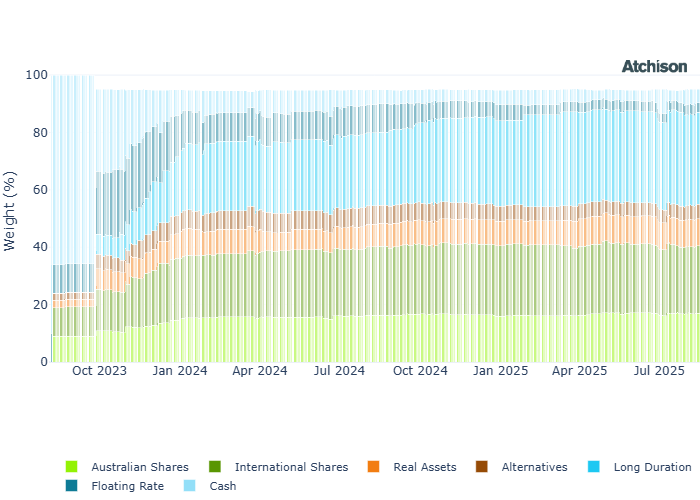 Atchison
100
80
60
40
20
0
Weight (%)
Oct 2023 Jan 2024 Apr 2024 Jul 2024 Oct 2024 Jan 2025 Apr 2025 Jul 2025
Australian Shares International Shares Real Assets Alternatives Long Duration
Floating Rate Cash